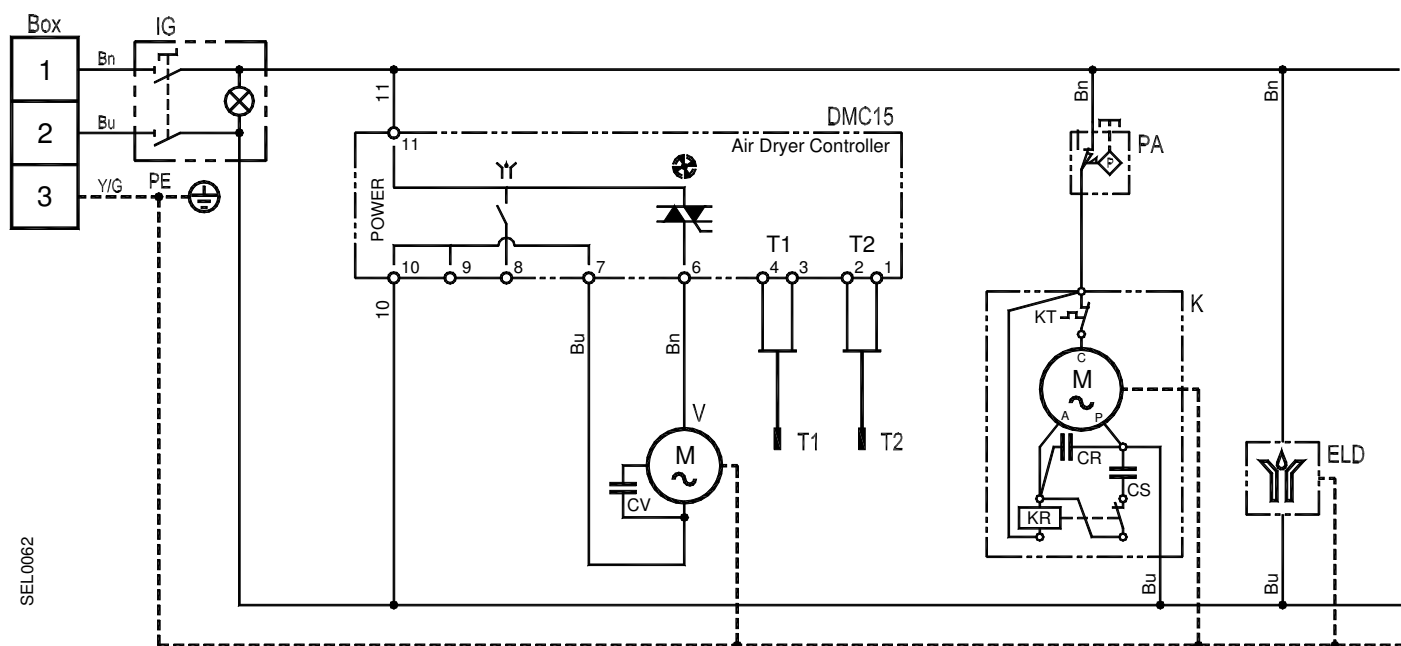 Box
IG
1
Bn
2
Bu
3
Y/G
PE
11
DMC15
Air Dryer Controller
11
POWER
T1
T2
10
9
8
7
6
4
3
2
1
10
Bu
Bn
V
M
CV
T1
T2
Bn
PA
P
K
KT
C
M
A
P
CR
CS
KR
Bu
Bn
ELD
Bu
SEL0062